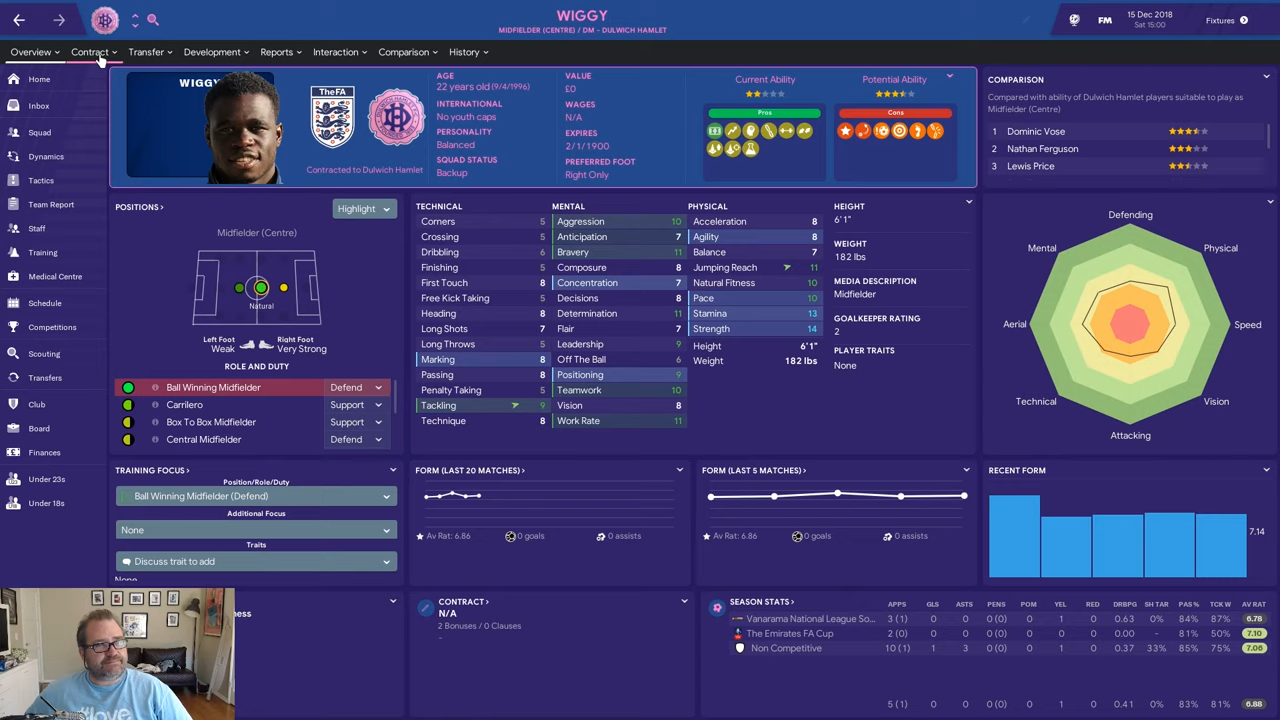 WIGGY
MIDFIELDER (CENTRE) / DM - DULWICH HAMLET
FM
15 Dec 2018
Sat 15:00
Fixtures
Overview
Contract
Transfer
Development
Reports
Interaction
Comparison
History
Home
Inbox
Squad
Dynamics
Tactics
Team Report
Staff
Training
Medical Centre
Schedule
Competitions
Scouting
Transfers
Club
Board
Finances
Under 23s
Under 18s
WIGGY
TheFA
Contracted to Dulwich Hamlet
AGE
22 years old (9/4/1996)
INTERNATIONAL
No youth caps
PERSONALITY
Balanced
SQUAD STATUS
Backup
VALUE
£0
WAGES
N/A
EXPIRES
2/1/1900
PREFERRED FOOT
Right Only
Current Ability
Pros
Potential Ability
Cons
COMPARISON
Compared with ability of Dulwich Hamlet players suitable to play as
Midfielder (Centre)
1 Dominic Vose
2 Nathan Ferguson
3 Lewis Price
POSITIONS
Highlight
Midfielder (Centre)
Natural
Left Foot
Weak
Right Foot
Very Strong
ROLE AND DUTY
Ball Winning Midfielder Defend
Carrilero Support
Box To Box Midfielder Support
Central Midfielder Defend
TECHNICAL
Corners 5
Crossing 5
Dribbling 6
Finishing 5
First Touch 8
Free Kick Taking 5
Heading 8
Long Shots 7
Long Throws 5
Marking 8
Passing 8
Penalty Taking 5
Tackling 9
Technique 8
MENTAL
Aggression 10
Anticipation 7
Bravery 11
Composure 8
Concentration 7
Decisions 8
Determination 11
Flair 7
Leadership 9
Off The Ball 6
Positioning 9
Teamwork 10
Vision 8
Work Rate 11
PHYSICAL
Acceleration 8
Agility 8
Balance 7
Jumping Reach 11
Natural Fitness 10
Pace 10
Stamina 13
Strength 14
Height 6'1"
Weight 182 lbs
HEIGHT
6'1"
WEIGHT
182 lbs
MEDIA DESCRIPTION
Midfielder
GOALKEEPER RATING
2
PLAYER TRAITS
None
Defending
Physical
Speed
Vision
Attacking
Technical
Aerial
Mental
TRAINING FOCUS >
Position/Role/Duty
Ball Winning Midfielder (Defend)
Additional Focus
None
Traits
Discuss trait to add
None
FORM (LAST 20 MATCHES) >
Av Rat: 6.86
0 goals
0 assists
FORM (LAST 5 MATCHES) >
Av Rat: 6.86
0 goals
0 assists
RECENT FORM
7.14
CONTRACT >
N/A
2 Bonuses / 0 Clauses
-
SEASON STATS > APPS GLS ASTS PENS POM YEL RED DRBPG SH TAR PAS % TCK W AV RAT
Vanarama National League So... 3 (1) 0 0 0 (0) 0 1 0 0.63 0% 84% 87% 6.78
The Emirates FA Cup 2 (0) 0 0 0 (0) 0 0 0 0.00 - 81% 50% 7.10
Non Competitive 10 (1) 1 3 0 (0) 0 1 0 0.37 33% 85% 75% 7.06
5 (1) 0 0 0 (0) 0 1 0 0.41 0% 83% 81% 6.88